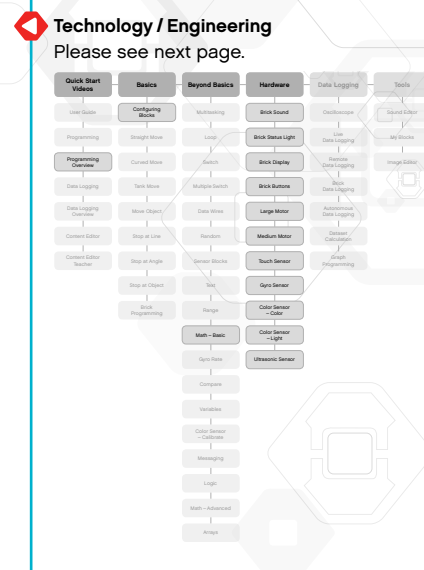 Technology / Engineering
Please see next page.
Quick Start
Videos
Basics
Beyond Basics
Hardware
Data Logging
Tools
User Guide
Configuring
Blocks
Multitasking
Brick Sound
Oscilloscope
Sound Editor
Programming
Straight Move
Loop
Brick Status Light
Live
Data Logging
My Blocks
Programming
Overview
Curved Move
Switch
Brick Display
Remote
Data Logging
Image Editor
Data Logging
Tank Move
Multiple Switch
Brick Buttons
Brick
Data Logging
Data Logging
Overview
Move Object
Data Wires
Large Motor
Autonomous
Data Logging
Content Editor
Stop at Line
Random
Medium Motor
Dataset
Calculation
Content Editor
Teacher
Stop at Angle
Sensor Blocks
Touch Sensor
Graph
Programming
Stop at Object
Text
Gyro Sensor
Brick
Programming
Range
Color Sensor
– Color
Math – Basic
Color Sensor
– Light
Gyro Rate
Ultrasonic Sensor
Compare
Variables
Color Sensor
– Calibrate
Messaging
Logic
Math – Advanced
Arrays